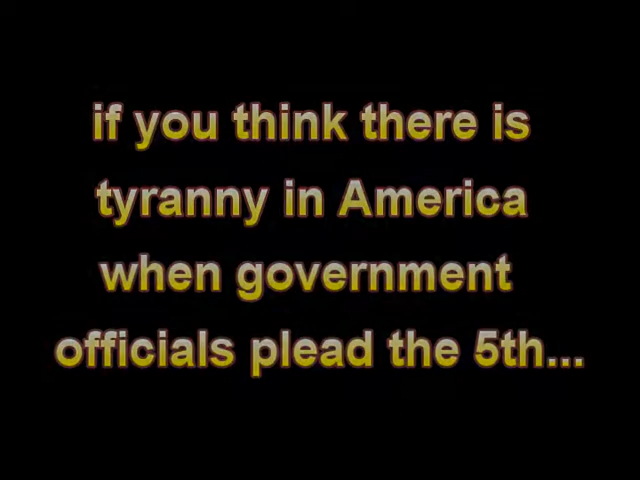 if you think there is
tyranny in America
when government
officials plead the 5th...